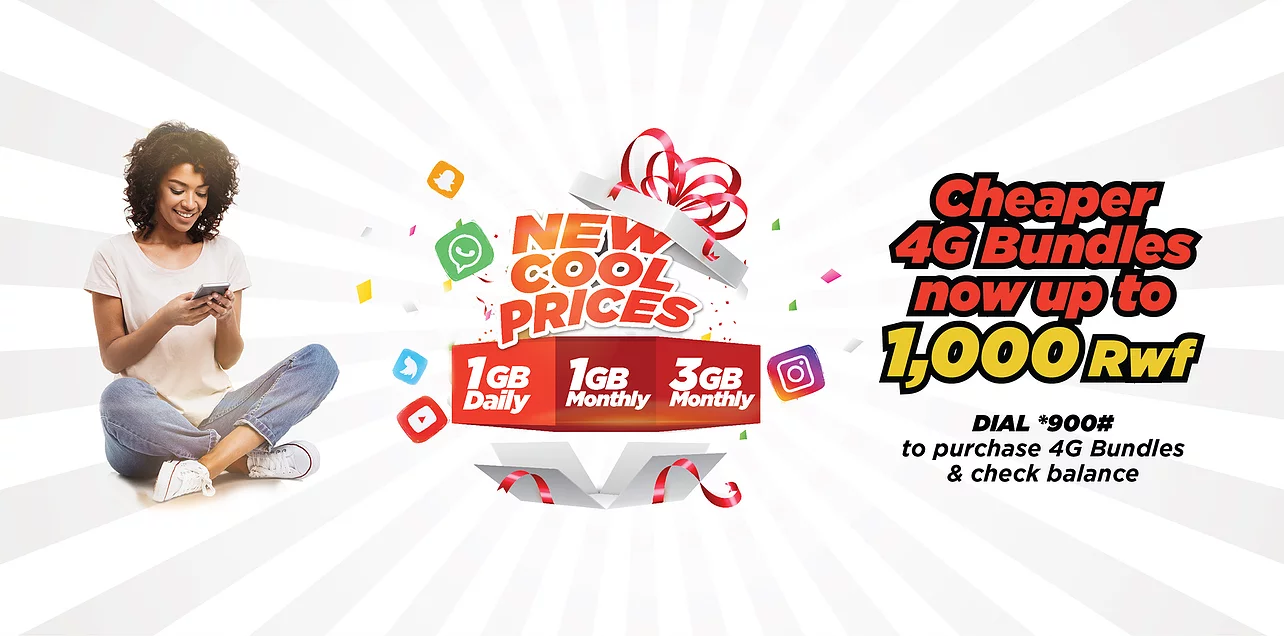 NEW
COOL
PRICES
1GB
Daily
1GB
Monthly
3GB
Monthly
Cheaper
4G Bundles
now up to
1,000 Rwf
DIAL *900#
to purchase 4G Bundles
& check balance